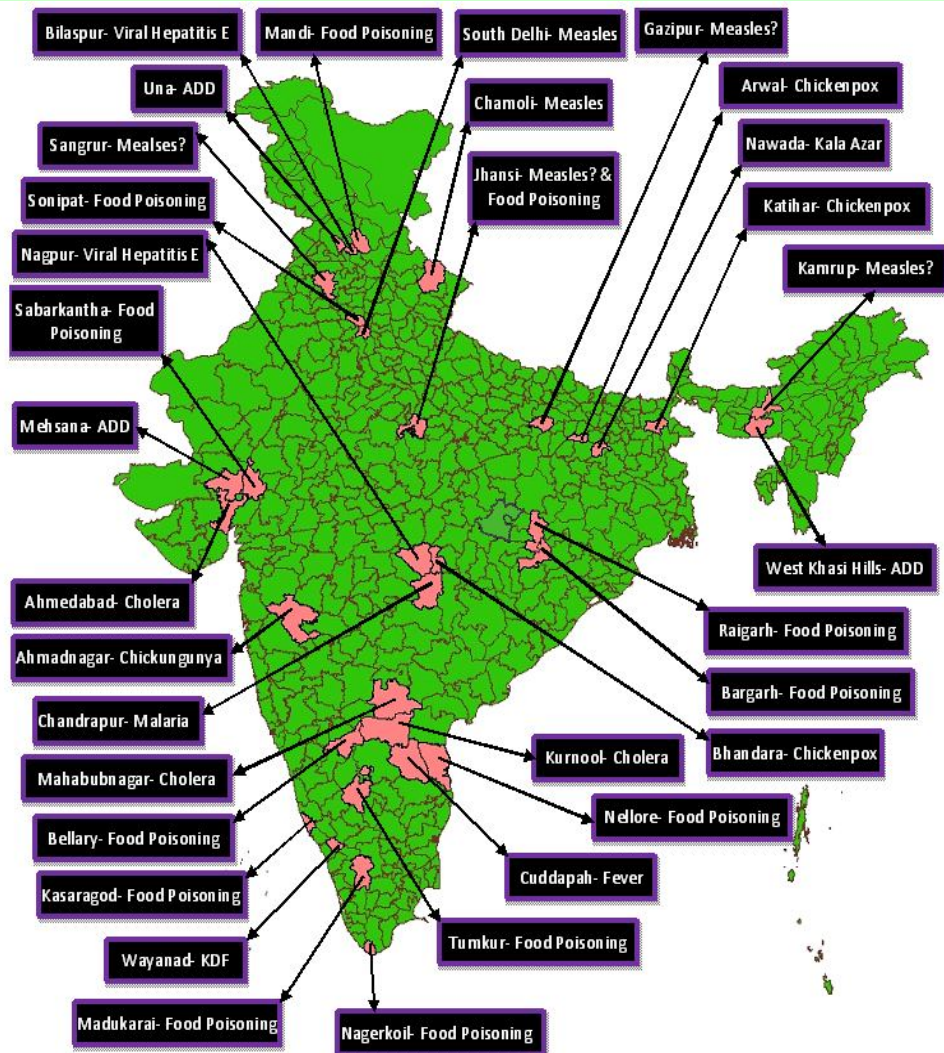 Bilaspur- Viral Hepatitis E
Mandi- Food Poisoning
South Delhi- Measles
Gazipur- Measles?
Una- ADD
Chamoli- Measles
Arwal- Chickenpox
Sangrur- Mealses?
Jhansi- Measles? &
Food Poisoning
Nawada- Kala Azar
Sonipat- Food Poisoning
Katihar- Chickenpox
Nagpur- Viral Hepatitis E
Kamrup- Measles?
Sabarkantha- Food
Poisoning
Mehsana- ADD
West Khasi Hills- ADD
Ahmedabad- Cholera
Raigarh- Food Poisoning
Ahmadnagar- Chickungunya
Bargarh- Food Poisoning
Chandrapur- Malaria
Kurnool- Cholera
Bhandara- Chickenpox
Mahabubnagar- Cholera
Nellore- Food Poisoning
Bellary- Food Poisoning
Cuddapah- Fever
Kasaragod- Food Poisoning
Tumkur- Food Poisoning
Wayanad- KDF
Madukarai- Food Poisoning
Nagerkoil- Food Poisoning